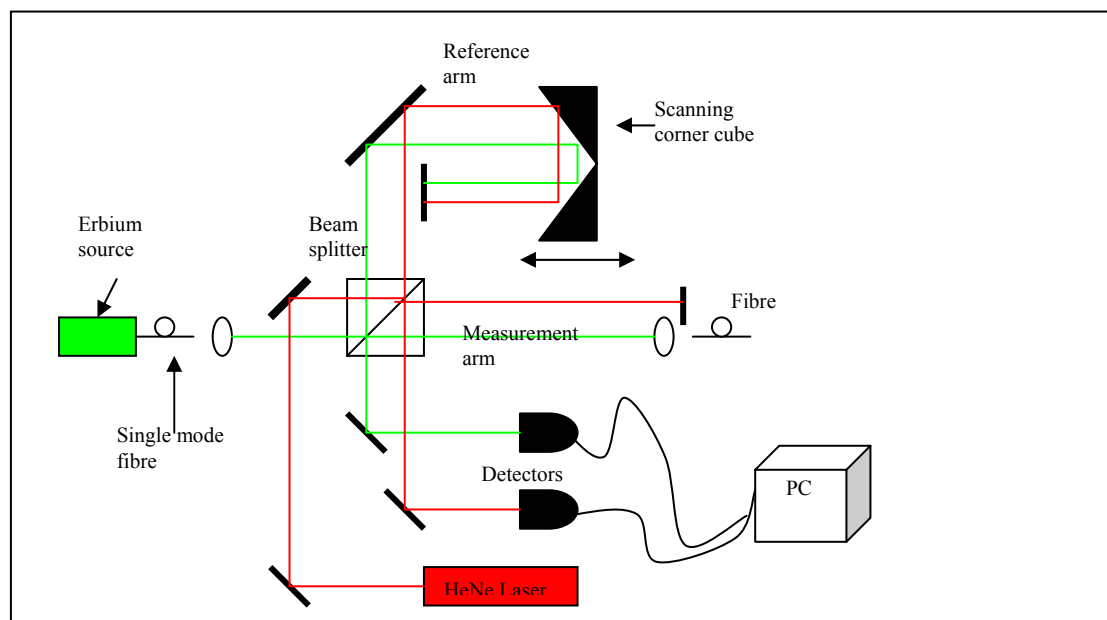 Reference
arm
Scanning
corner cube
Erbium
source
Beam
splitter
Fibre
Measurement
arm
Single mode
fibre
Detectors
PC
HeNe Laser